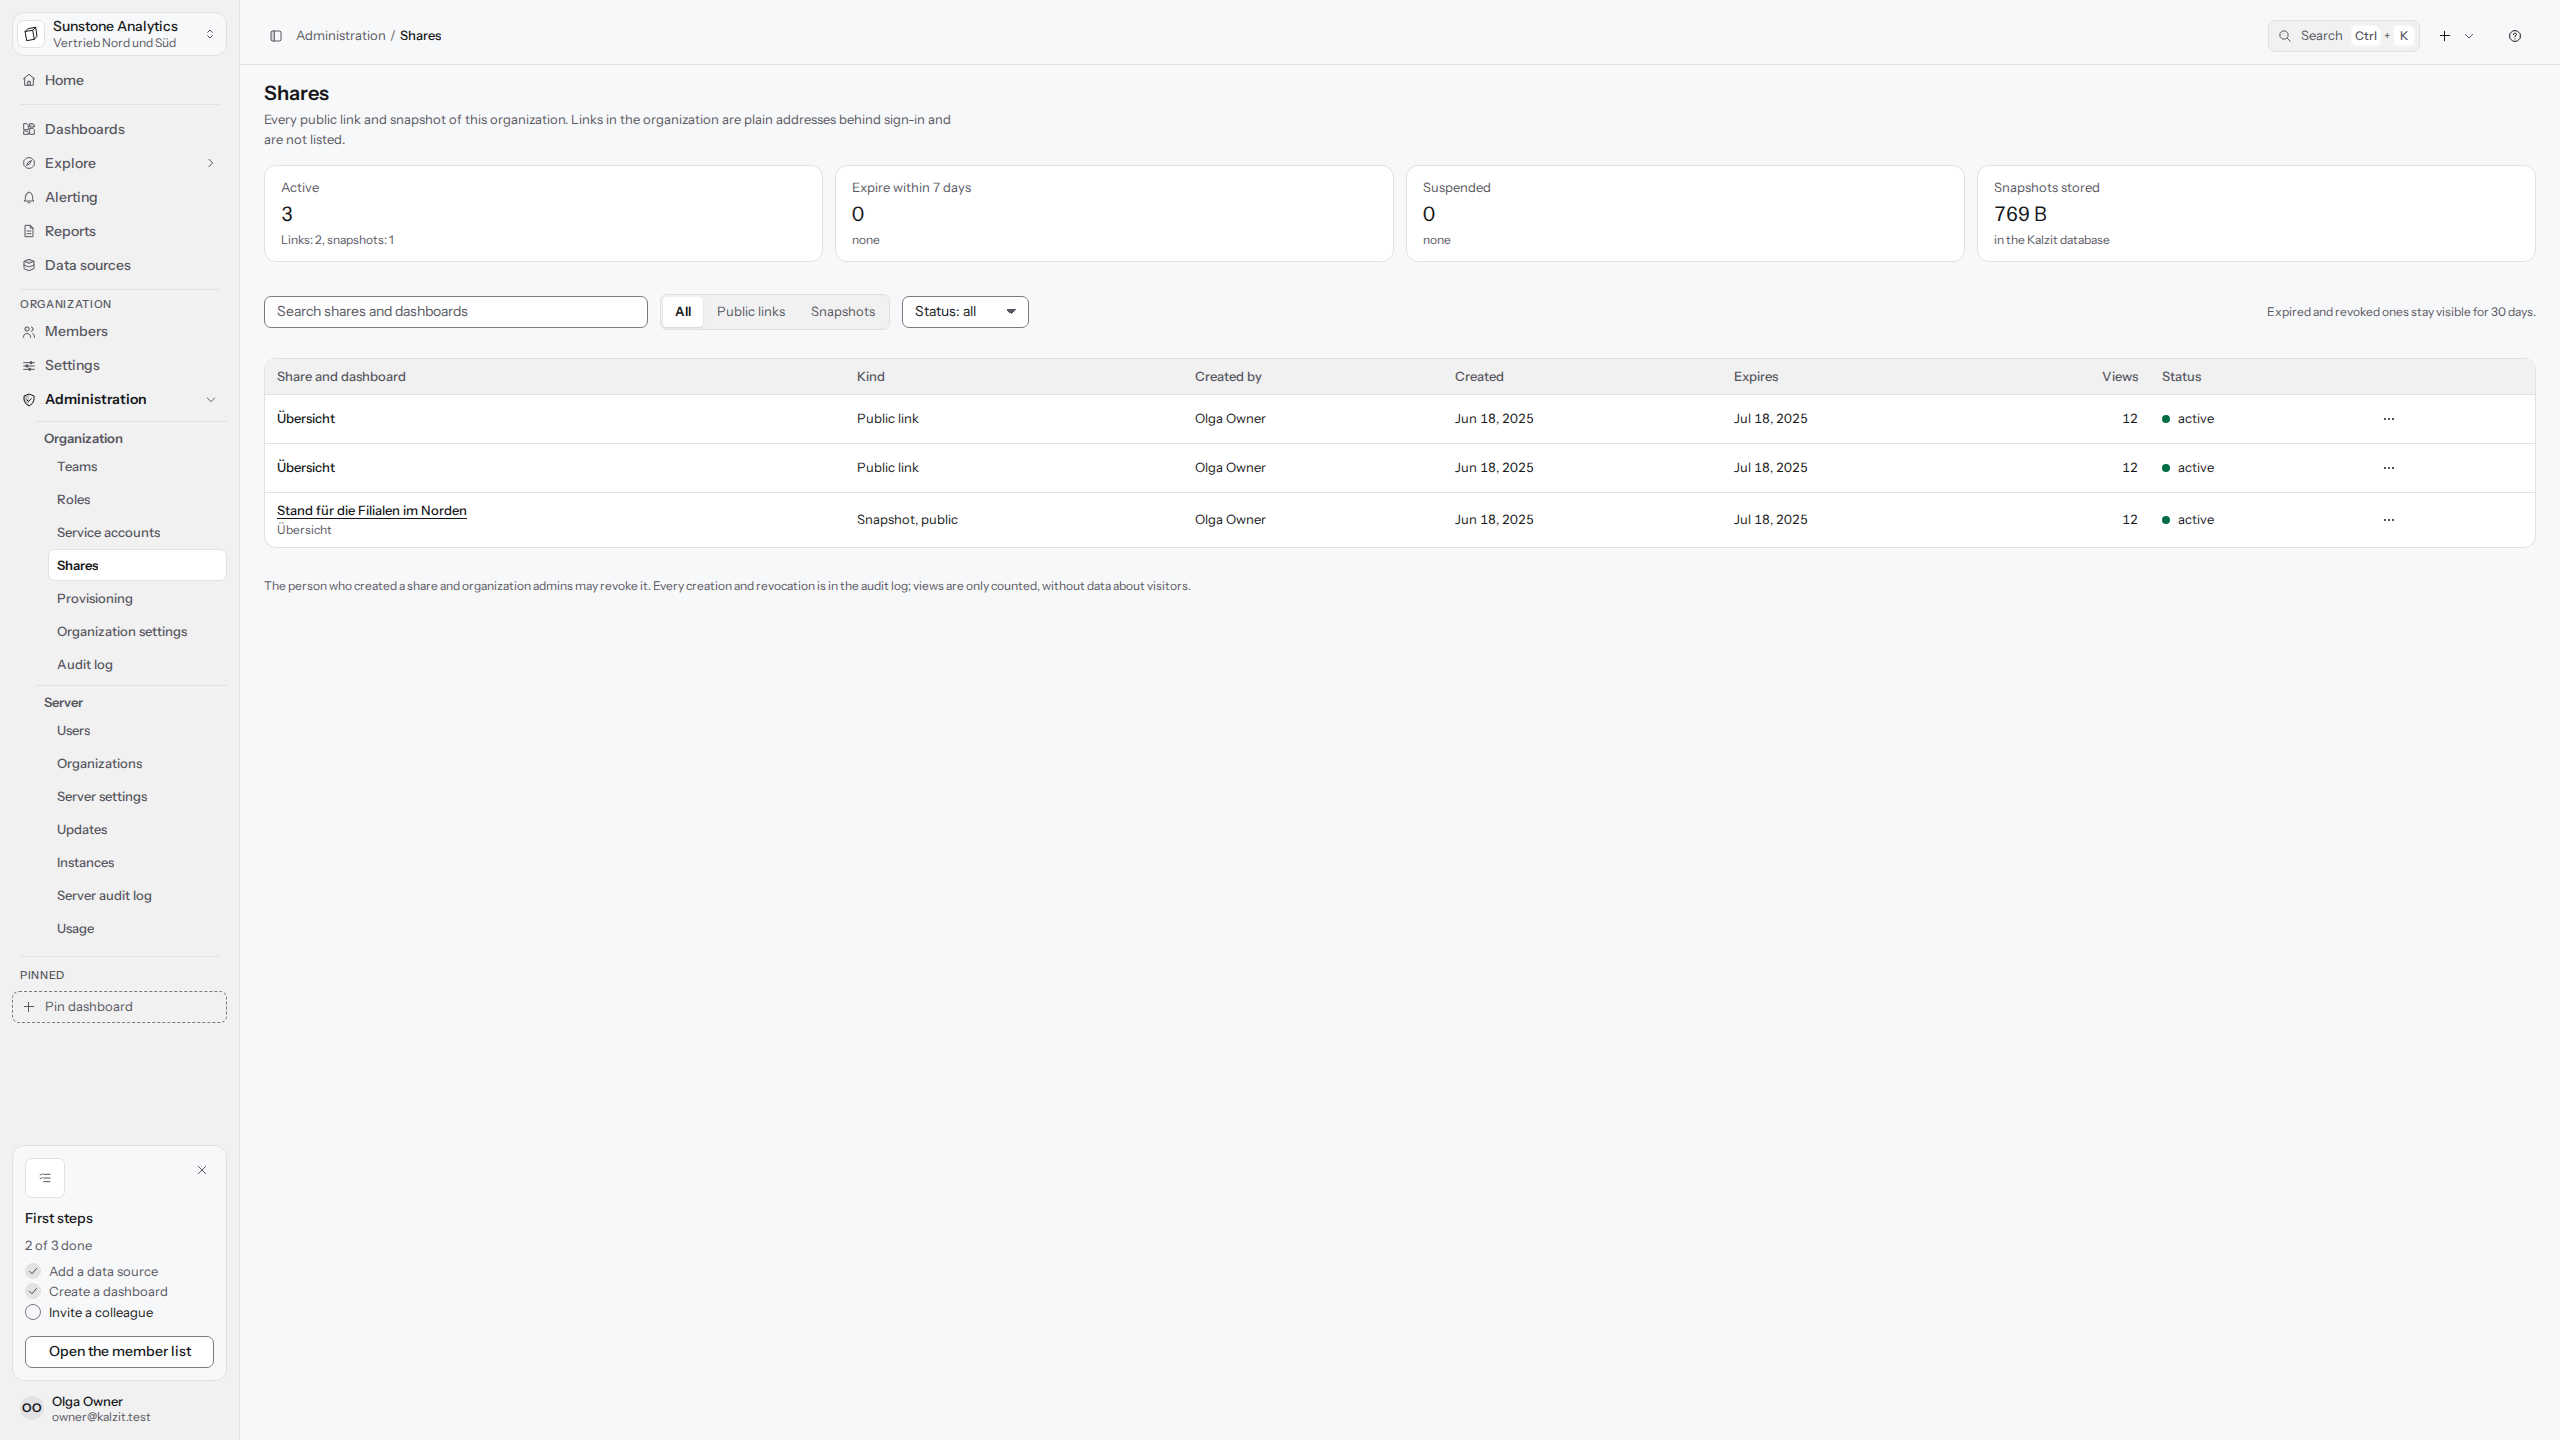 Sunstone Analytics
Vertrieb Nord und Süd
Home
Dashboards
Explore
Alerting
Reports
Data sources
ORGANIZATION
Members
Settings
Administration
Organization
Teams
Roles
Service accounts
Shares
Provisioning
Organization settings
Audit log
Server
Users
Organizations
Server settings
Updates
Instances
Server audit log
Usage
PINNED
Pin dashboard
First steps
2 of 3 done
Add a data source
Create a dashboard
Invite a colleague
Open the member list
OO
Olga Owner
owner@kalzit.test
Administration / Shares
Search Ctrl + K
Shares
Every public link and snapshot of this organization. Links in the organization are plain addresses behind sign-in and
are not listed.
Active
3
Links: 2, snapshots: 1
Expire within 7 days
0
none
Suspended
0
none
Snapshots stored
769 B
in the Kalzit database
Search shares and dashboards
All Public links Snapshots
Status: all
Expired and revoked ones stay visible for 30 days.
Share and dashboard Kind Created by Created Expires Views Status
Übersicht Public link Olga Owner Jun 18, 2025 Jul 18, 2025 12 active
Übersicht Public link Olga Owner Jun 18, 2025 Jul 18, 2025 12 active
Stand für die Filialen im Norden
Übersicht
Snapshot, public Olga Owner Jun 18, 2025 Jul 18, 2025 12 active
The person who created a share and organization admins may revoke it. Every creation and revocation is in the audit log; views are only counted, without data about visitors.